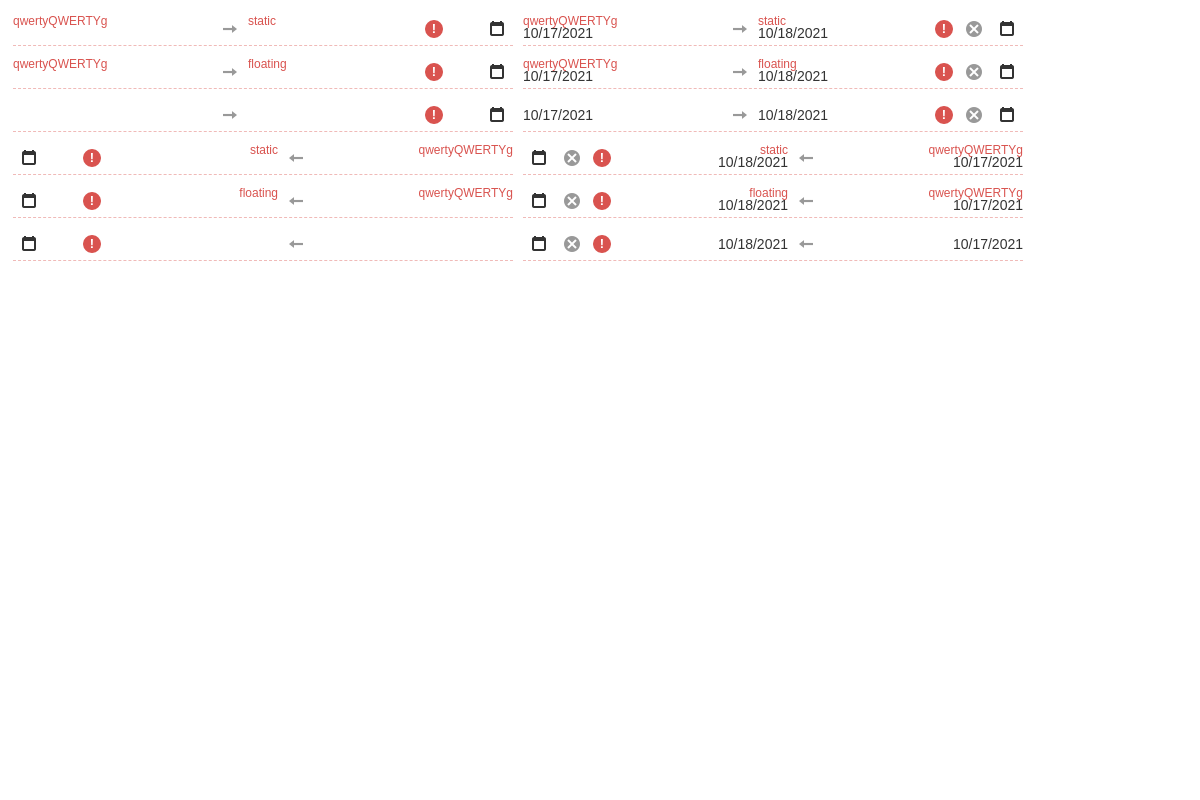 qwertyQWERTYg static qwertyQWERTYg static
10/17/2021 10/18/2021
qwertyQWERTYg floating qwertyQWERTYg floating
10/17/2021 10/18/2021
10/17/2021 10/18/2021
static qwertyQWERTYg static qwertyQWERTYg
10/18/2021 10/17/2021
floating qwertyQWERTYg floating qwertyQWERTYg
10/18/2021 10/17/2021
10/18/2021 10/17/2021